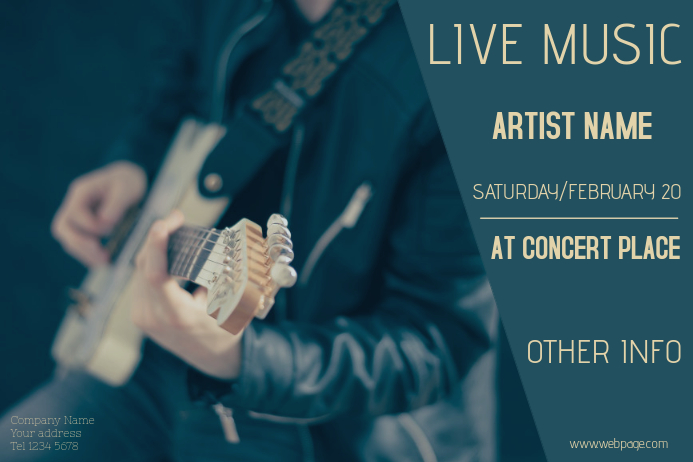 LIVE MUSIC
ARTIST NAME
SATURDAY/FEBRUARY 20
AT CONCERT PLACE
OTHER INFO
Company Name
Your address
Tel 1234 5678
www.webpage.com